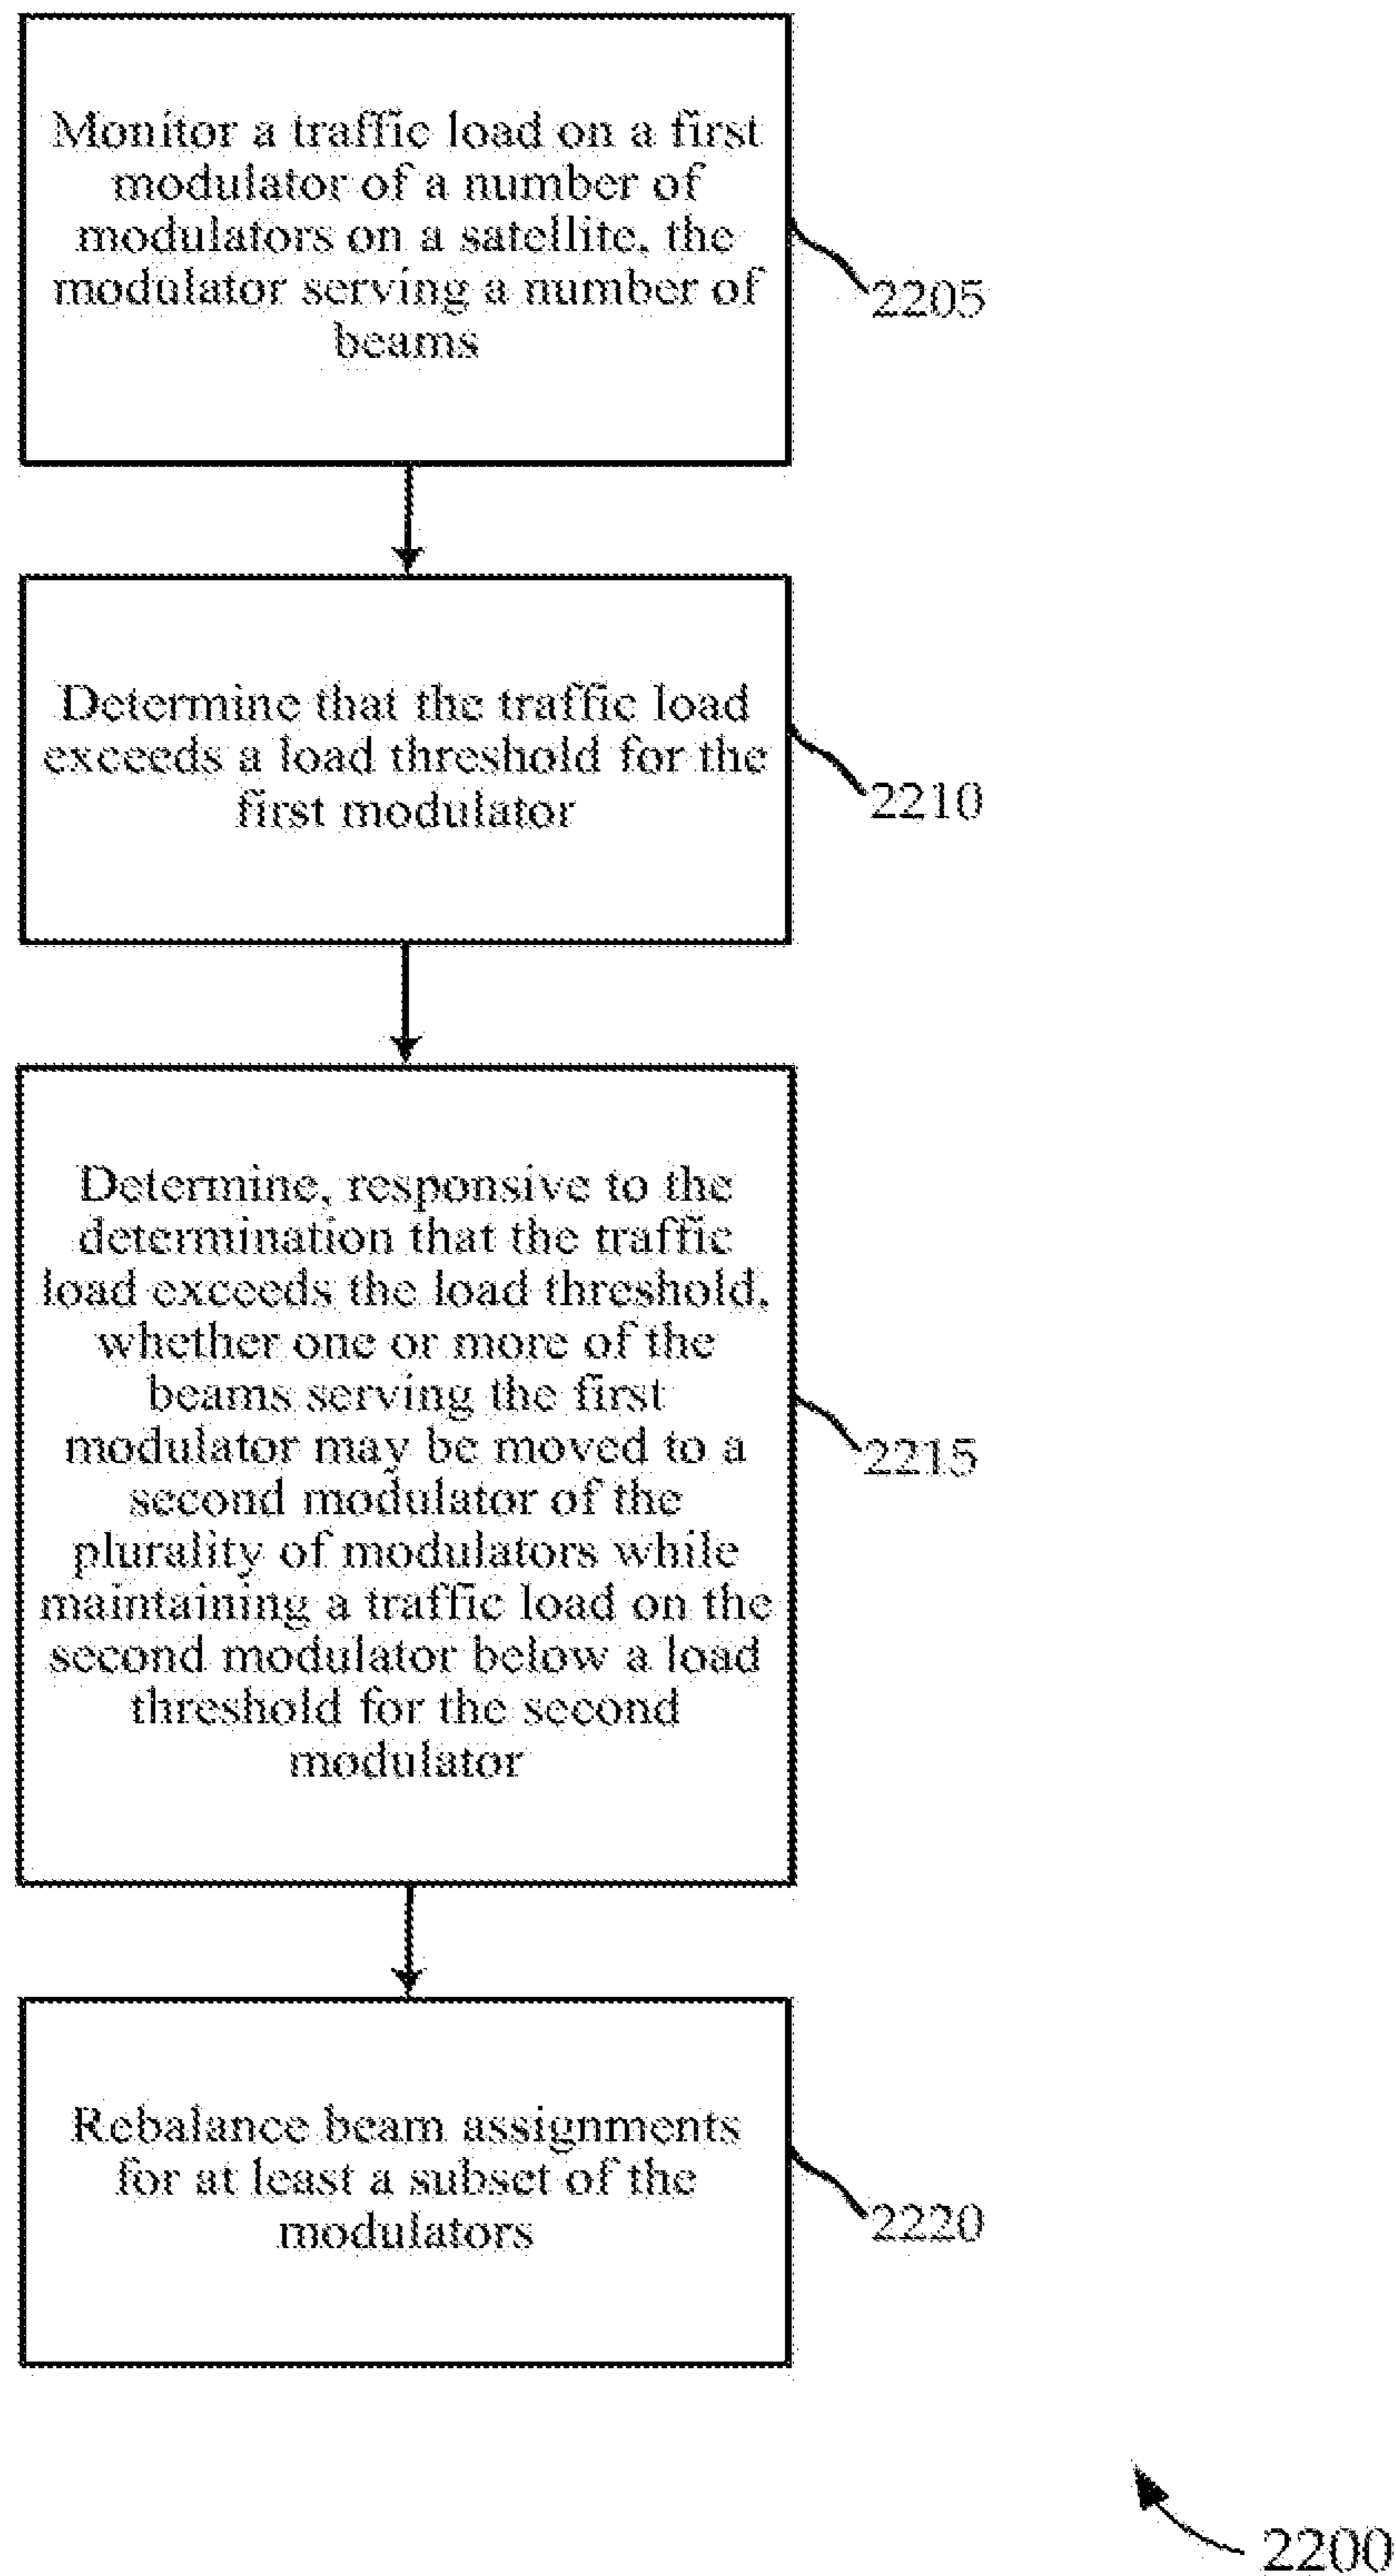 Monitor a traffic load on a first
modulator of a number of
modulators on a satellite, the
modulator serving a number of
beams
2205
Determine that the traffic load
exceeds a load threshold for the
first modulator
2210
Determine, responsive to the
determination that the traffic
load exceeds the load threshold,
whether one or more of the
beams serving the first
modulator may be moved to a
second modulator of the
plurality of modulators while
maintaining a traffic load on the
second modulator below a load
threshold for the second
modulator
2215
Rebalance beam assignments
for at least a subset of the
modulators
2220
2200